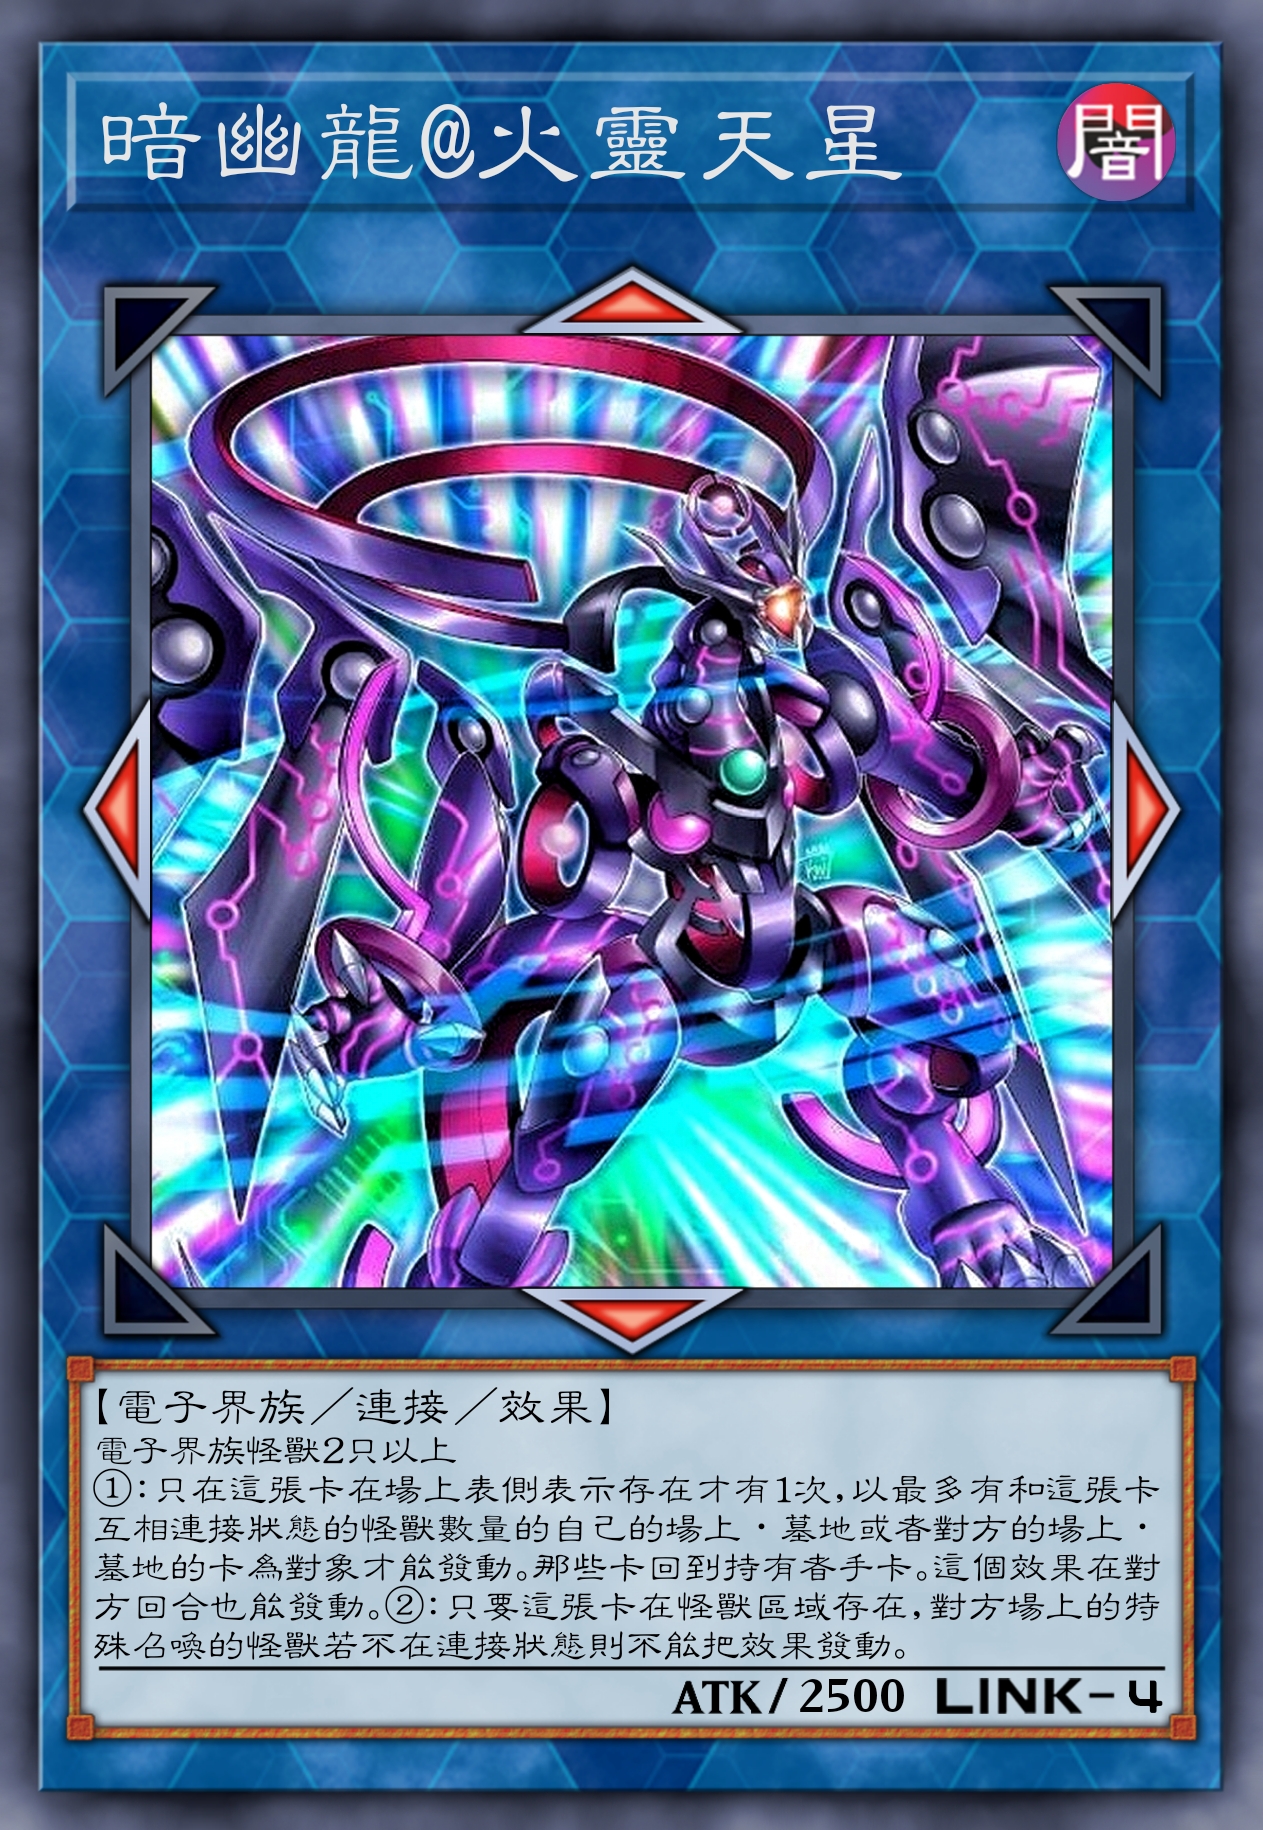 暗幽龍@火靈天星
闇
【電子界族／連接／效果】
電子界族怪獸2只以上
①：只在這張卡在場上表側表示存在才有1次，以最多有和這張卡
互相連接狀態的怪獸數量的自己的場上・墓地或者對方的場上・
墓地的卡為對象才能發動。那些卡回到持有者手卡。這個效果在對
方回合也能發動。②：只要這張卡在怪獸區域存在，對方場上的特
殊召喚的怪獸若不在連接狀態則不能把效果發動。
ATK/2500 LINK-4